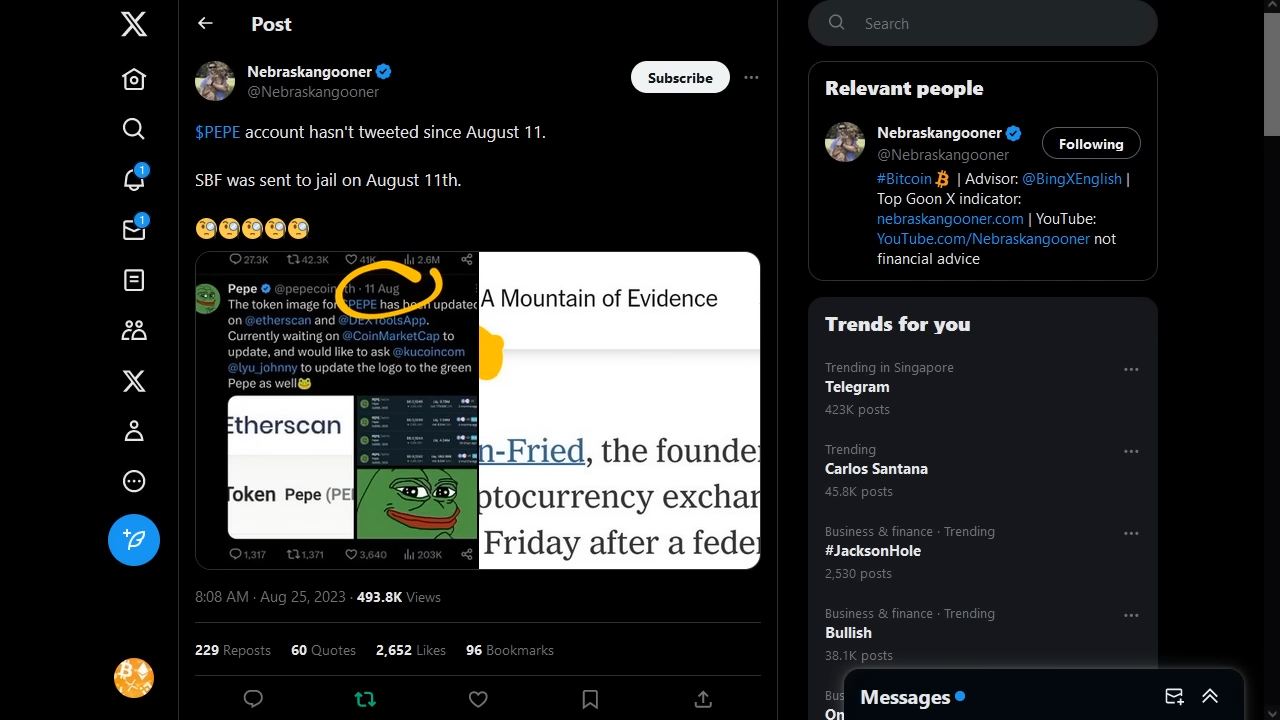 Post
Search
Nebraskangooner
@Nebraskangooner
Subscribe
$PEPE account hasn't tweeted since August 11.
SBF was sent to jail on August 11th.
🧐🧐🧐🧐🧐
27.3K 42.3K 41K 2.6M
Pepe · 11 Aug
The token image for $PEPE has been updated
on @etherscan and @DEXToolsApp.
Currently waiting on @CoinMarketCap to
update, and would like to ask @kucoincom
@lyu_johnny to update the logo to the green
Pepe as well🐸
Etherscan
Token Pepe (PE
1,317 1,371 3,640 203K
A Mountain of Evidence
n-Fried, the founder
ptocurrency exchan
Friday after a feder
8:08 AM · Aug 25, 2023 · 493.8K Views
229 Reposts 60 Quotes 2,652 Likes 96 Bookmarks
1
1
Relevant people
Nebraskangooner
@Nebraskangooner
Following
#Bitcoin | Advisor: @BingXEnglish |
Top Goon X indicator:
nebraskangooner.com | YouTube:
YouTube.com/Nebraskangooner not
financial advice
Trends for you
Trending in Singapore
Telegram
423K posts
Trending
Carlos Santana
45.8K posts
Business & finance · Trending
#JacksonHole
2,530 posts
Business & finance · Trending
Bullish
38.1K posts
Bus
On
Messages